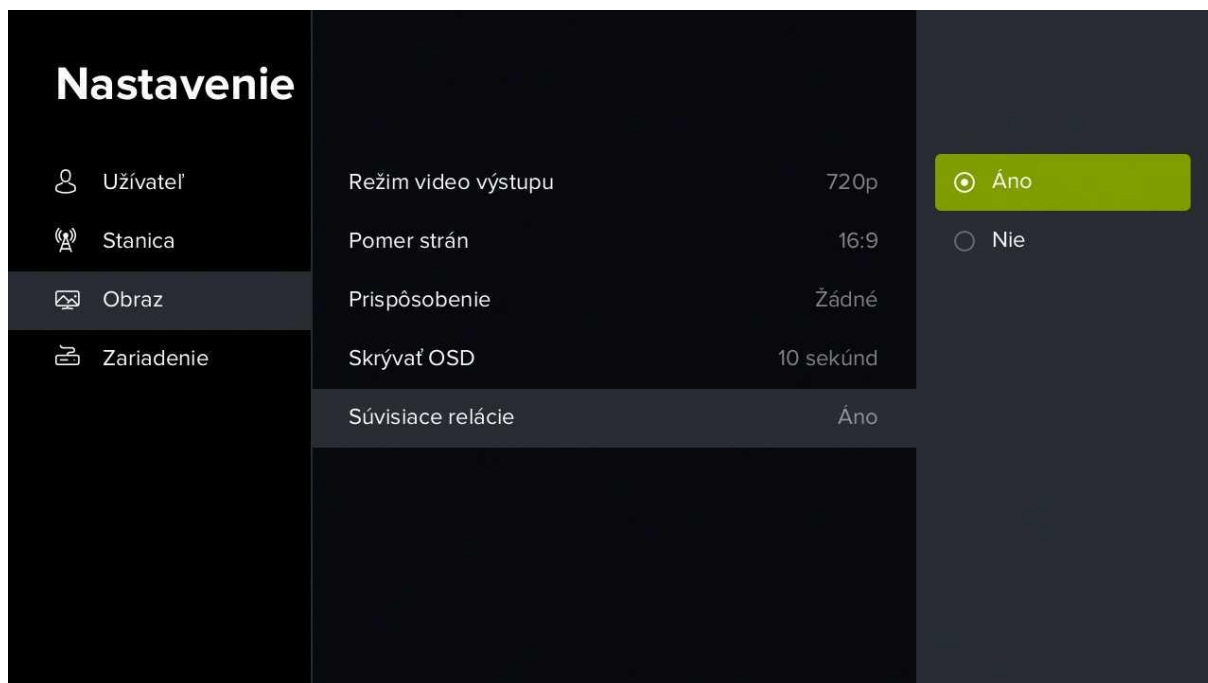 Nastavenie
Užívateľ
Stanica
Obraz
Zariadenie
Režim video výstupu 720p
Pomer strán 16:9
Prispôsobenie Žádné
Skrývať OSD 10 sekúnd
Súvisiace relácie Áno
Áno
Nie